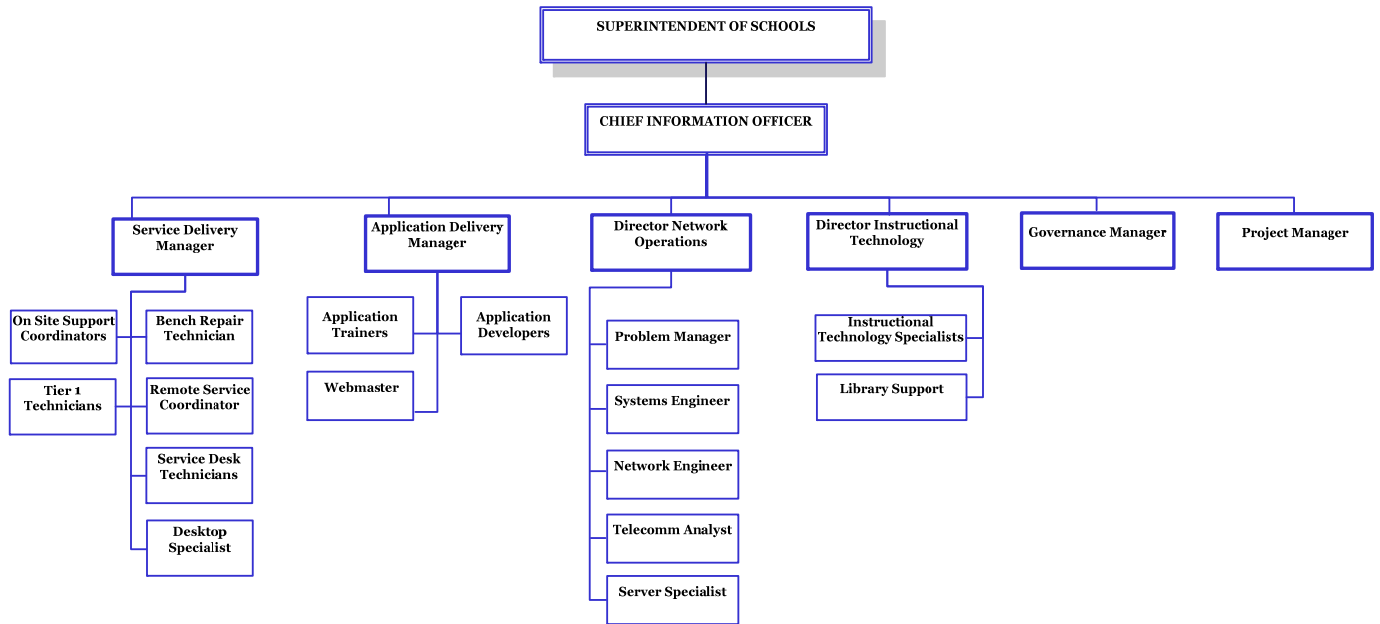 SUPERINTENDENT OF SCHOOLS
CHIEF INFORMATION OFFICER
Service Delivery
Manager
Application Delivery
Manager
Director Network
Operations
Director Instructional
Technology
Governance Manager
Project Manager
On Site Support
Coordinators
Bench Repair
Technician
Tier 1
Technicians
Remote Service
Coordinator
Service Desk
Technicians
Desktop
Specialist
Application
Trainers
Application
Developers
Webmaster
Problem Manager
Systems Engineer
Network Engineer
Telecomm Analyst
Server Specialist
Instructional
Technology Specialists
Library Support